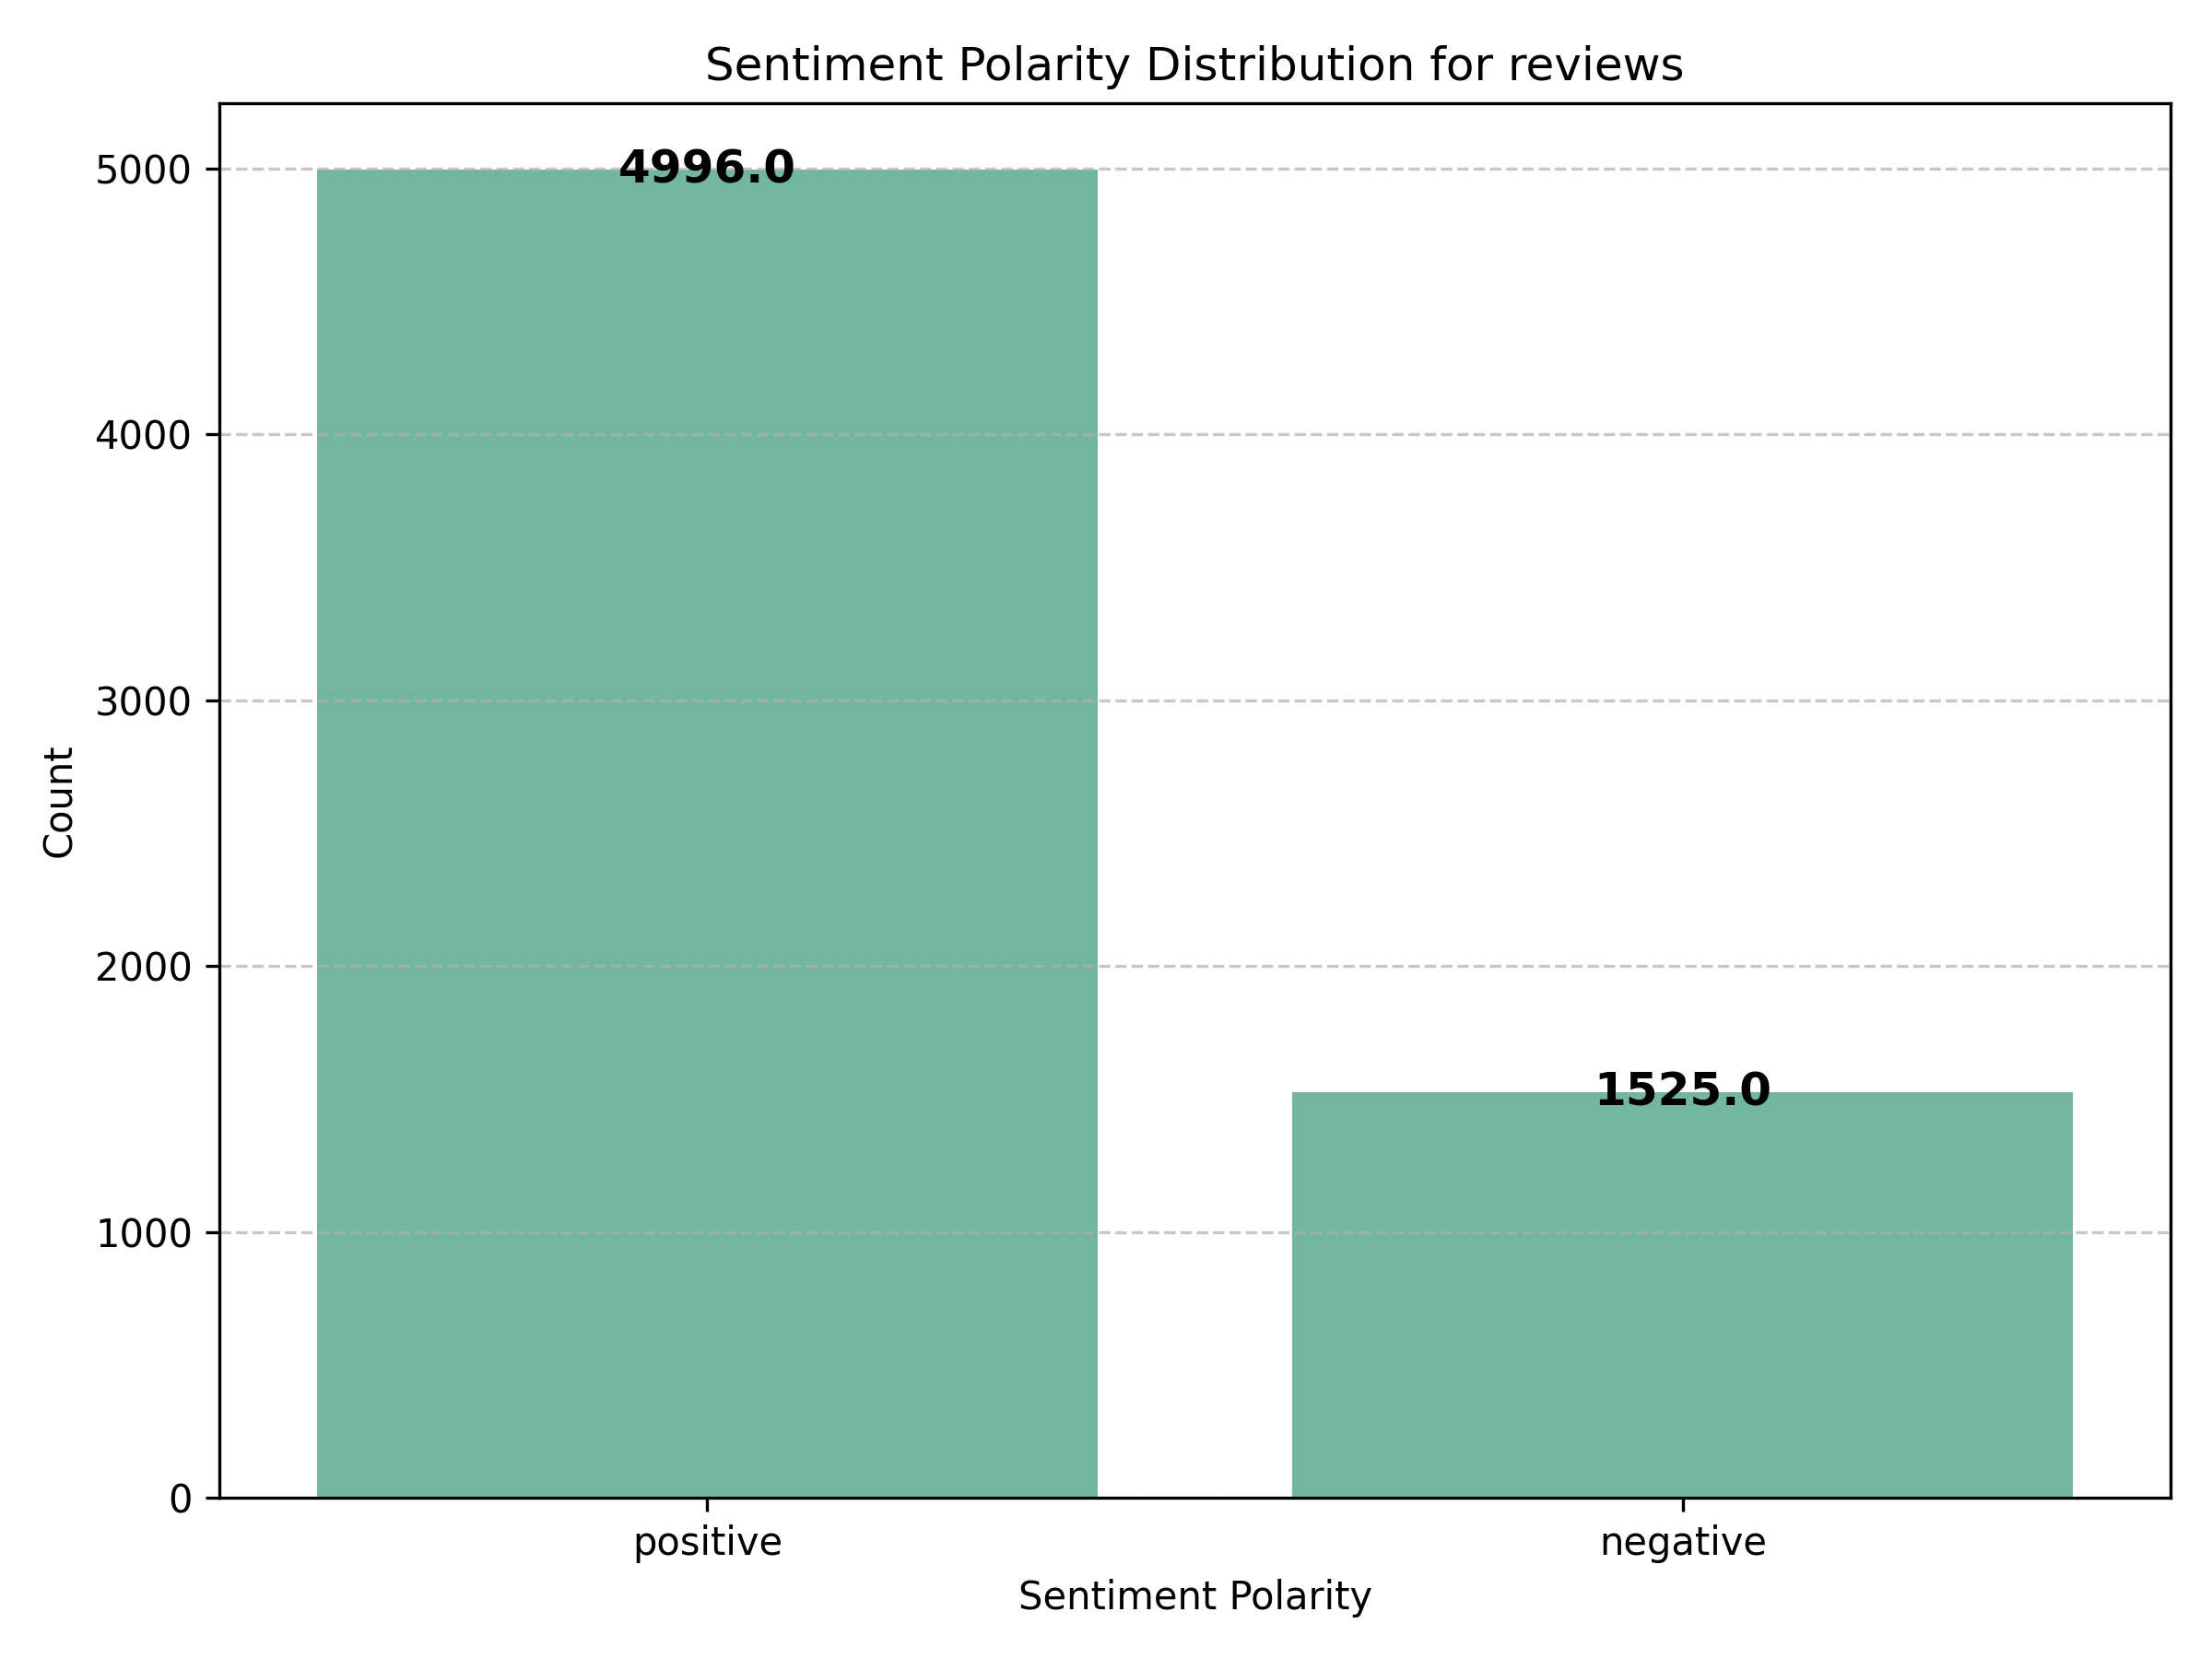 Sentiment Polarity Distribution for reviews
5000
4000
3000
2000
1000
0
Count
4996.0
1525.0
positive
negative
Sentiment Polarity